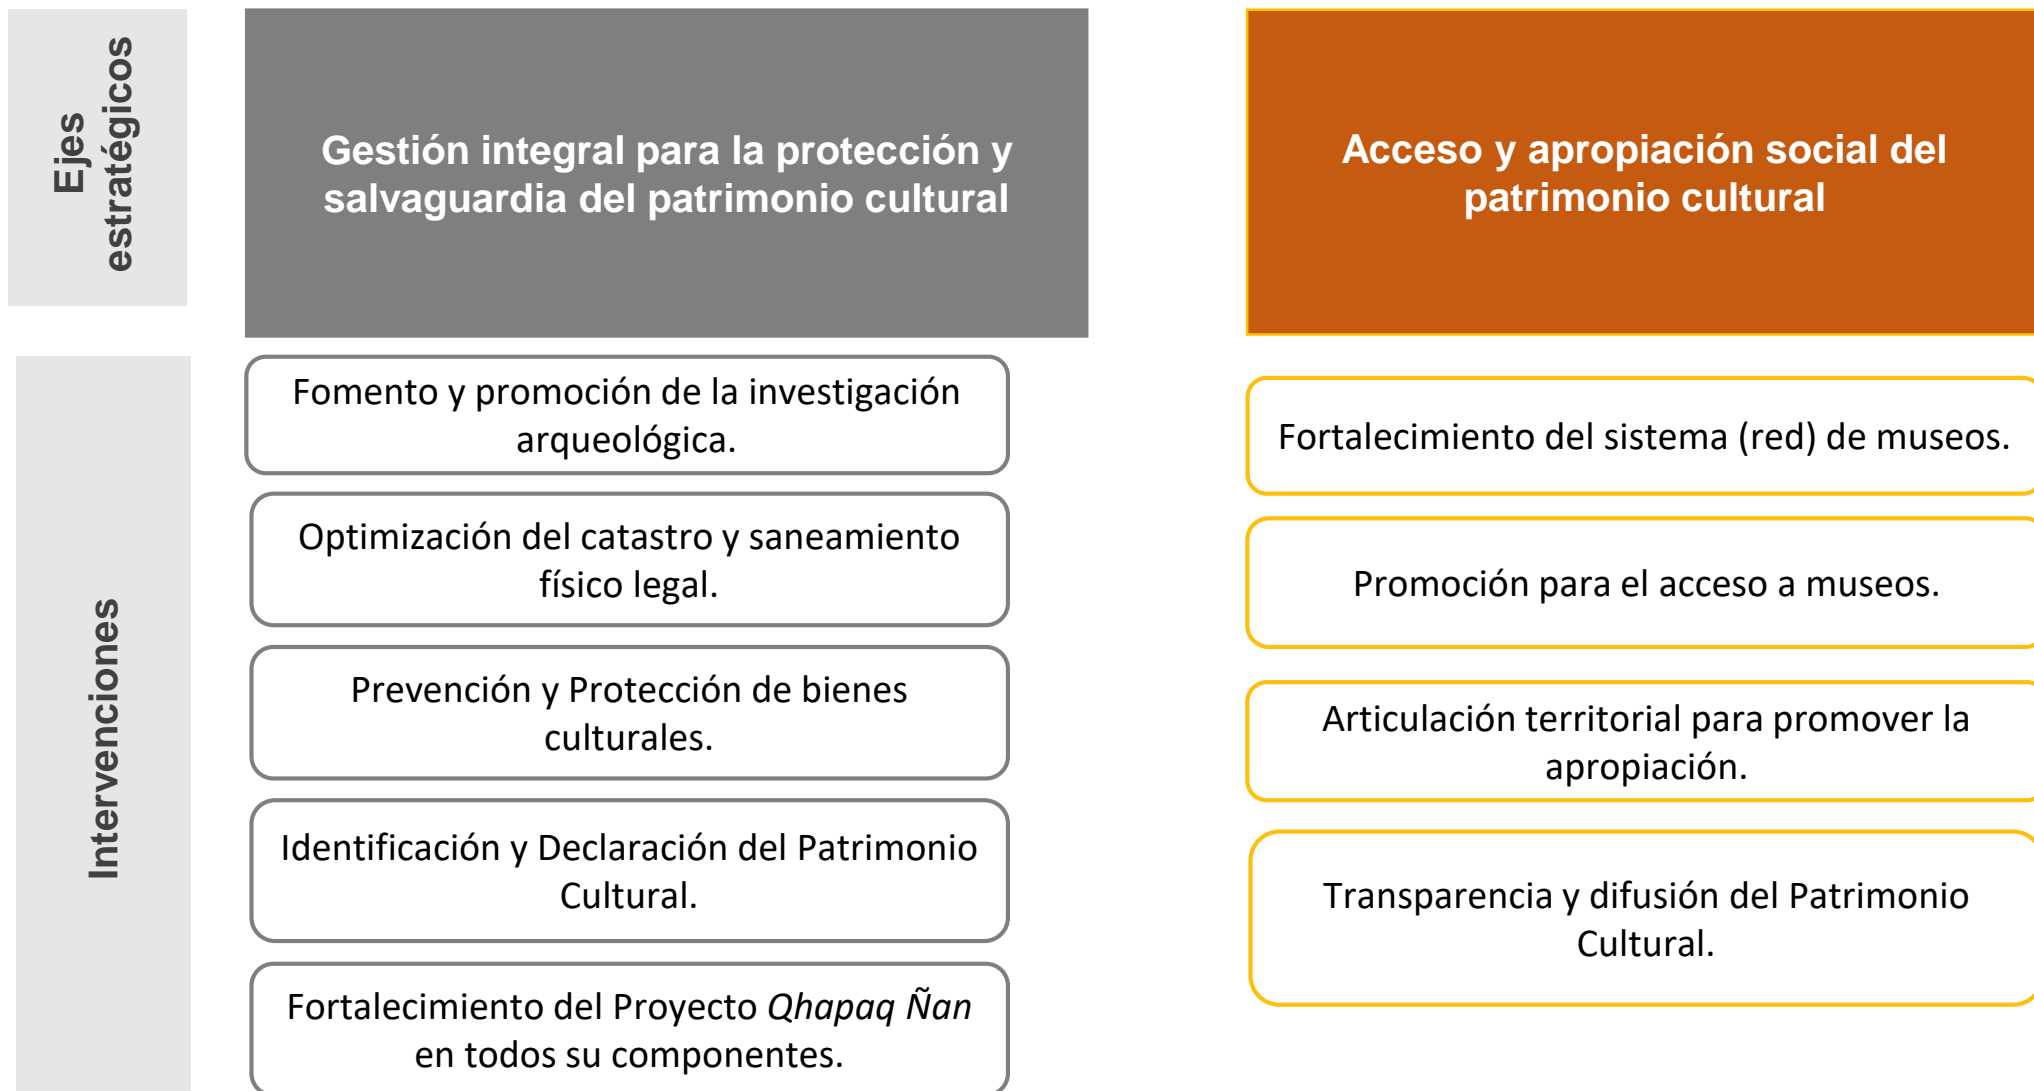 Ejes
estratégicos
Gestión integral para la protección y
salvaguardia del patrimonio cultural
Acceso y apropiación social del
patrimonio cultural
Intervenciones
Fomento y promoción de la investigación
arqueológica.
Optimización del catastro y saneamiento
físico legal.
Prevención y Protección de bienes
culturales.
Identificación y Declaración del Patrimonio
Cultural.
Fortalecimiento del Proyecto Qhapaq Ñan
en todos su componentes.
Fortalecimiento del sistema (red) de museos.
Promoción para el acceso a museos.
Articulación territorial para promover la
apropiación.
Transparencia y difusión del Patrimonio
Cultural.